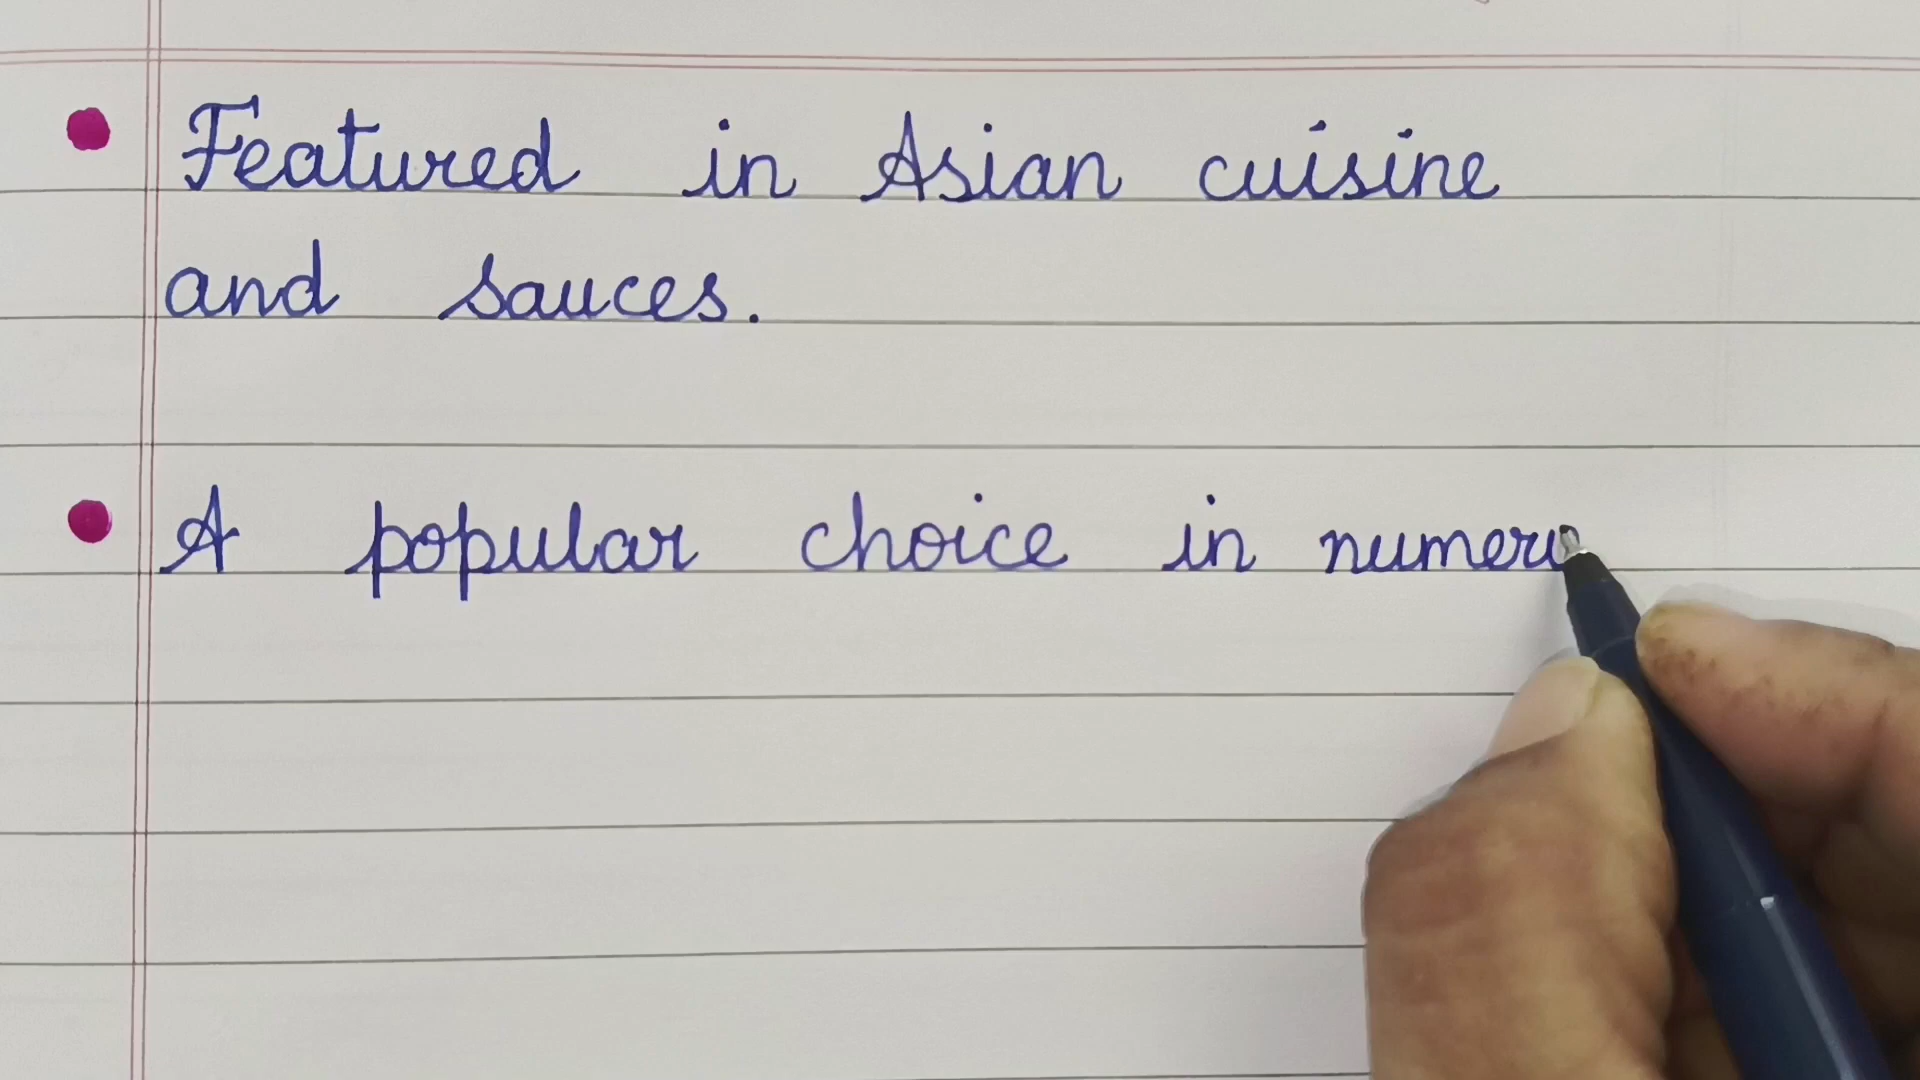 Featured in Asian cuisine
and sauces.
A popular choice in